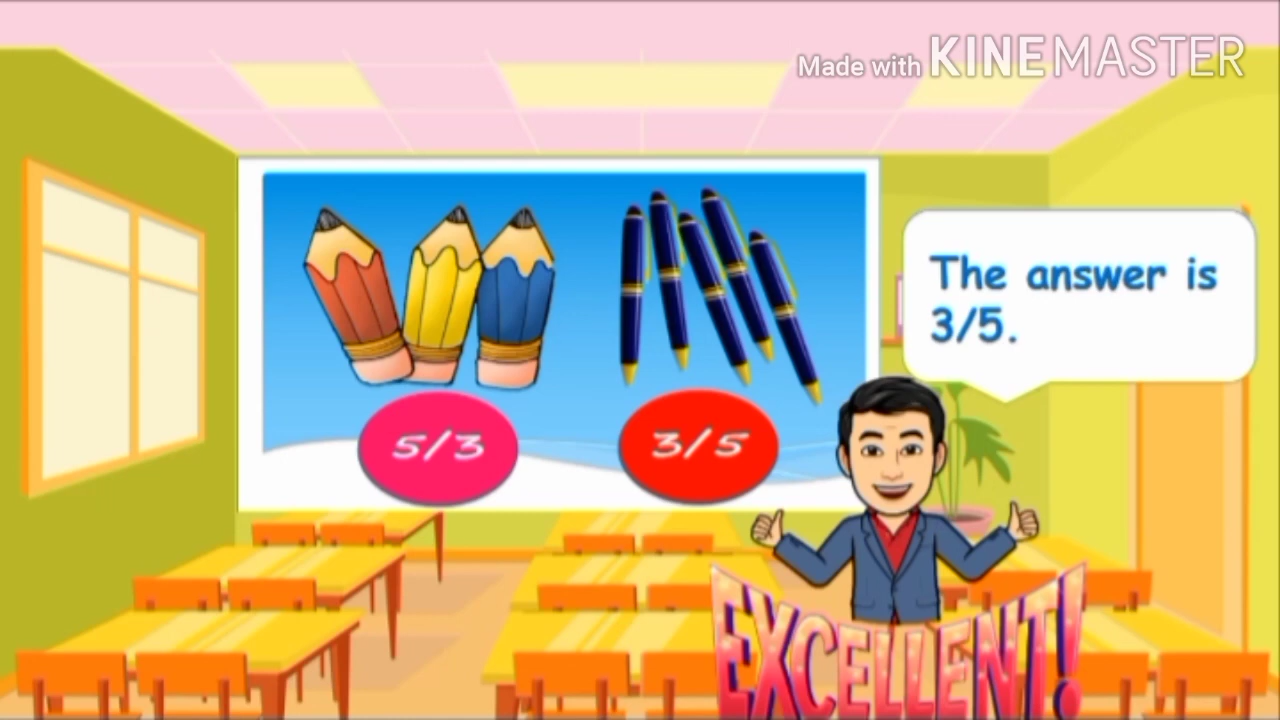 Made with KINEMASTER
The answer is
3/5.
5/3
3/5
EXCELLENT!